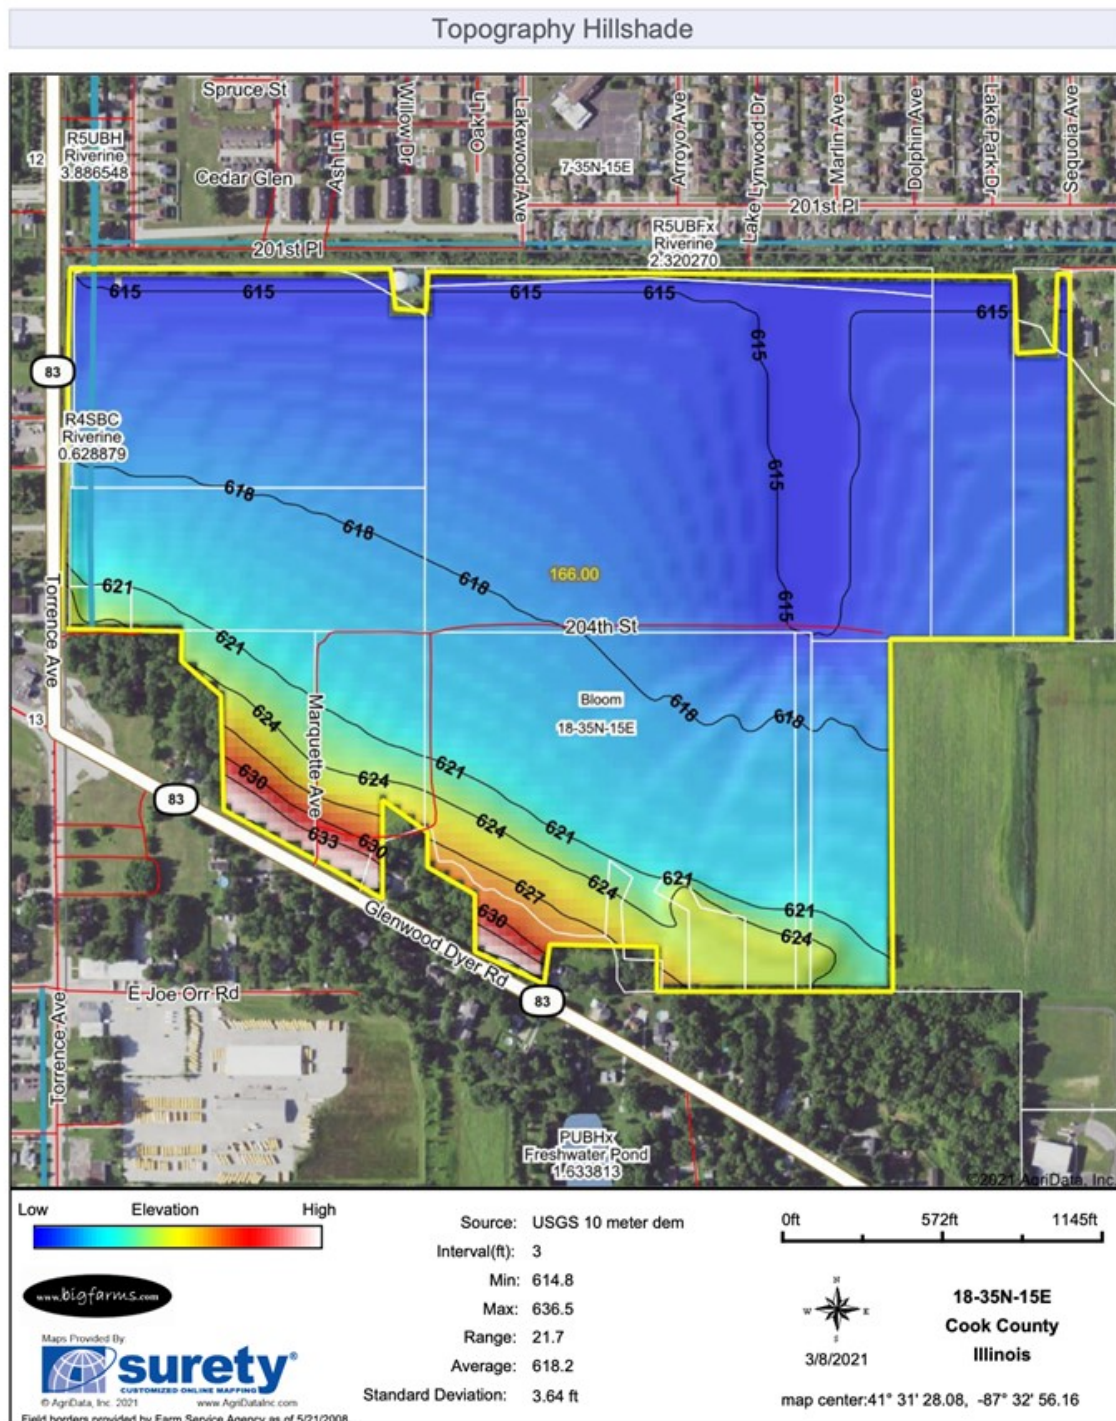 Topography Hillshade
Spruce St
Willow Dr
Oak Ln
Ash Ln
Lakewood Ave
Arroyo Ave
Lake Lynwood Dr
Marlin Ave
Dolphin Ave
Lake Park Dr
Sequoia Ave
R5UBH
Riverine
3.886548
12
Cedar Glen
7-35N-15E
201st Pl
201st Pl
R5UBFx
Riverine
2.320270
615
615
615
615
615
615
615
615
83
R4SBC
Riverine
0.628879
618
618
618
166.00
621
204th St
621
Torrence Ave
Marquette Ave
Bloom
18-35N-15E
618
618
13
624
621
624
630
83
633
630
624
621
627
624
621
621
630
624
Glenwood Dyer Rd
83
E Joe Orr Rd
Torrence Ave
PUBHx
Freshwater Pond
1.633813
©2021 AgriData, Inc.
Low Elevation High
www.bigfarms.com
Maps Provided By:
surety®
CUSTOMIZED ONLINE MAPPING
© AgriData, Inc. 2021 www.AgriDataInc.com
Field borders provided by Farm Service Agency as of 5/21/2008.
Source: USGS 10 meter dem
Interval(ft): 3
Min: 614.8
Max: 636.5
Range: 21.7
Average: 618.2
Standard Deviation: 3.64 ft
0ft 572ft 1145ft
N
W E
S
3/8/2021
18-35N-15E
Cook County
Illinois
map center:41° 31' 28.08, -87° 32' 56.16